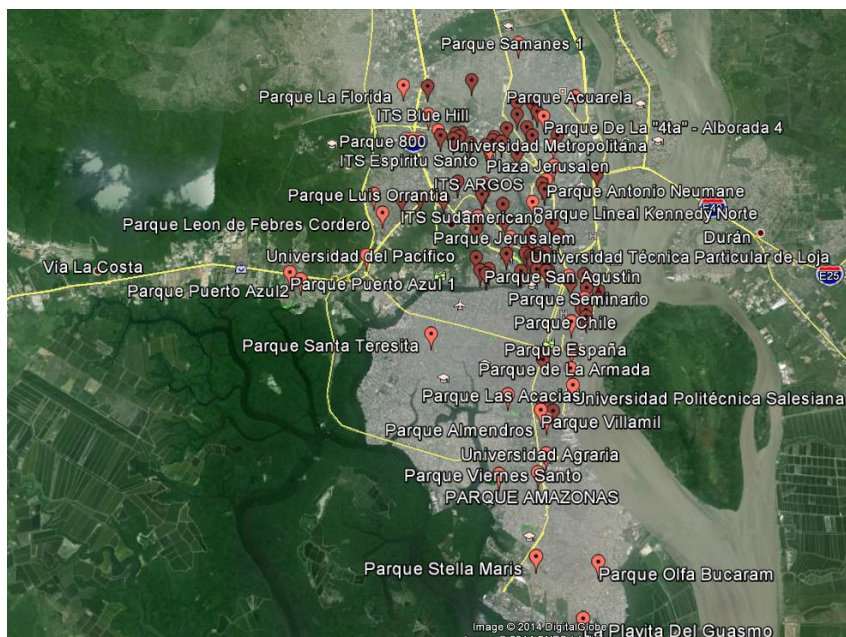 Parque Samanes 1
Parque La Florida
Parque Acuarela
ITS Blue Hill
Parque De La "4ta" - Alborada 4
Parque 800
Universidad Metropolitana
ITS Espiritu Santo
Plaza Jerusalen
ITS ARGOS
Parque Luis Orrantia
Parque Antonio Neumane
ITS Sudamericano
Parque Lineal Kennedy Norte
Parque Leon de Febres Cordero
E40
Durán
Parque Jerusalem
Universidad del Pacífico
Universidad Técnica Particular de Loja
Vía La Costa
E25
Parque San Agustin
Parque Puerto Azul 1
Parque Puerto Azul2
Parque Seminario
Parque Chile
Parque Santa Teresita
Parque España
Parque de La Armada
Parque Las Acacias
Universidad Politécnica Salesiana
Parque Villamil
Parque Almendros
Universidad Agraria
Parque Viernes Santo
PARQUE AMAZONAS
Parque Stella Maris
Parque Olfa Bucaram
Image © 2014 DigitalGlobe
Playita Del Guasmo